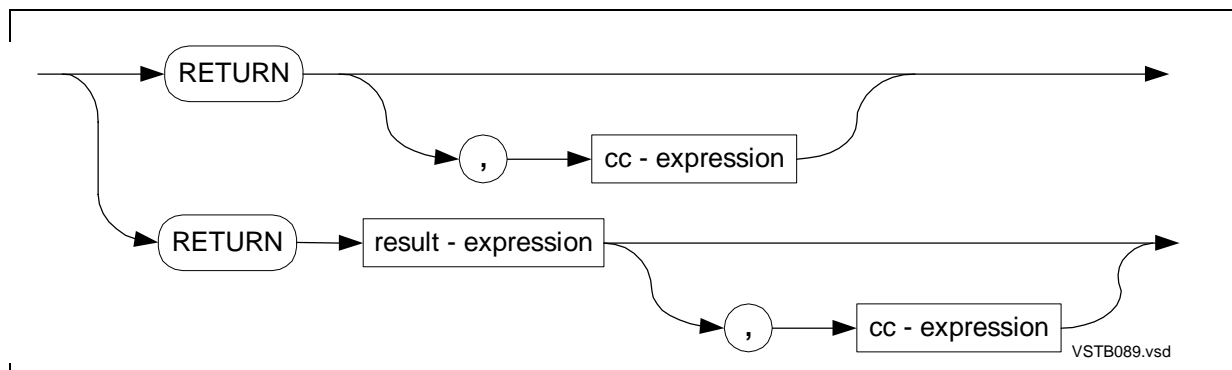 RETURN
, cc - expression
RETURN result - expression
, cc - expression
VSTB089.vsd